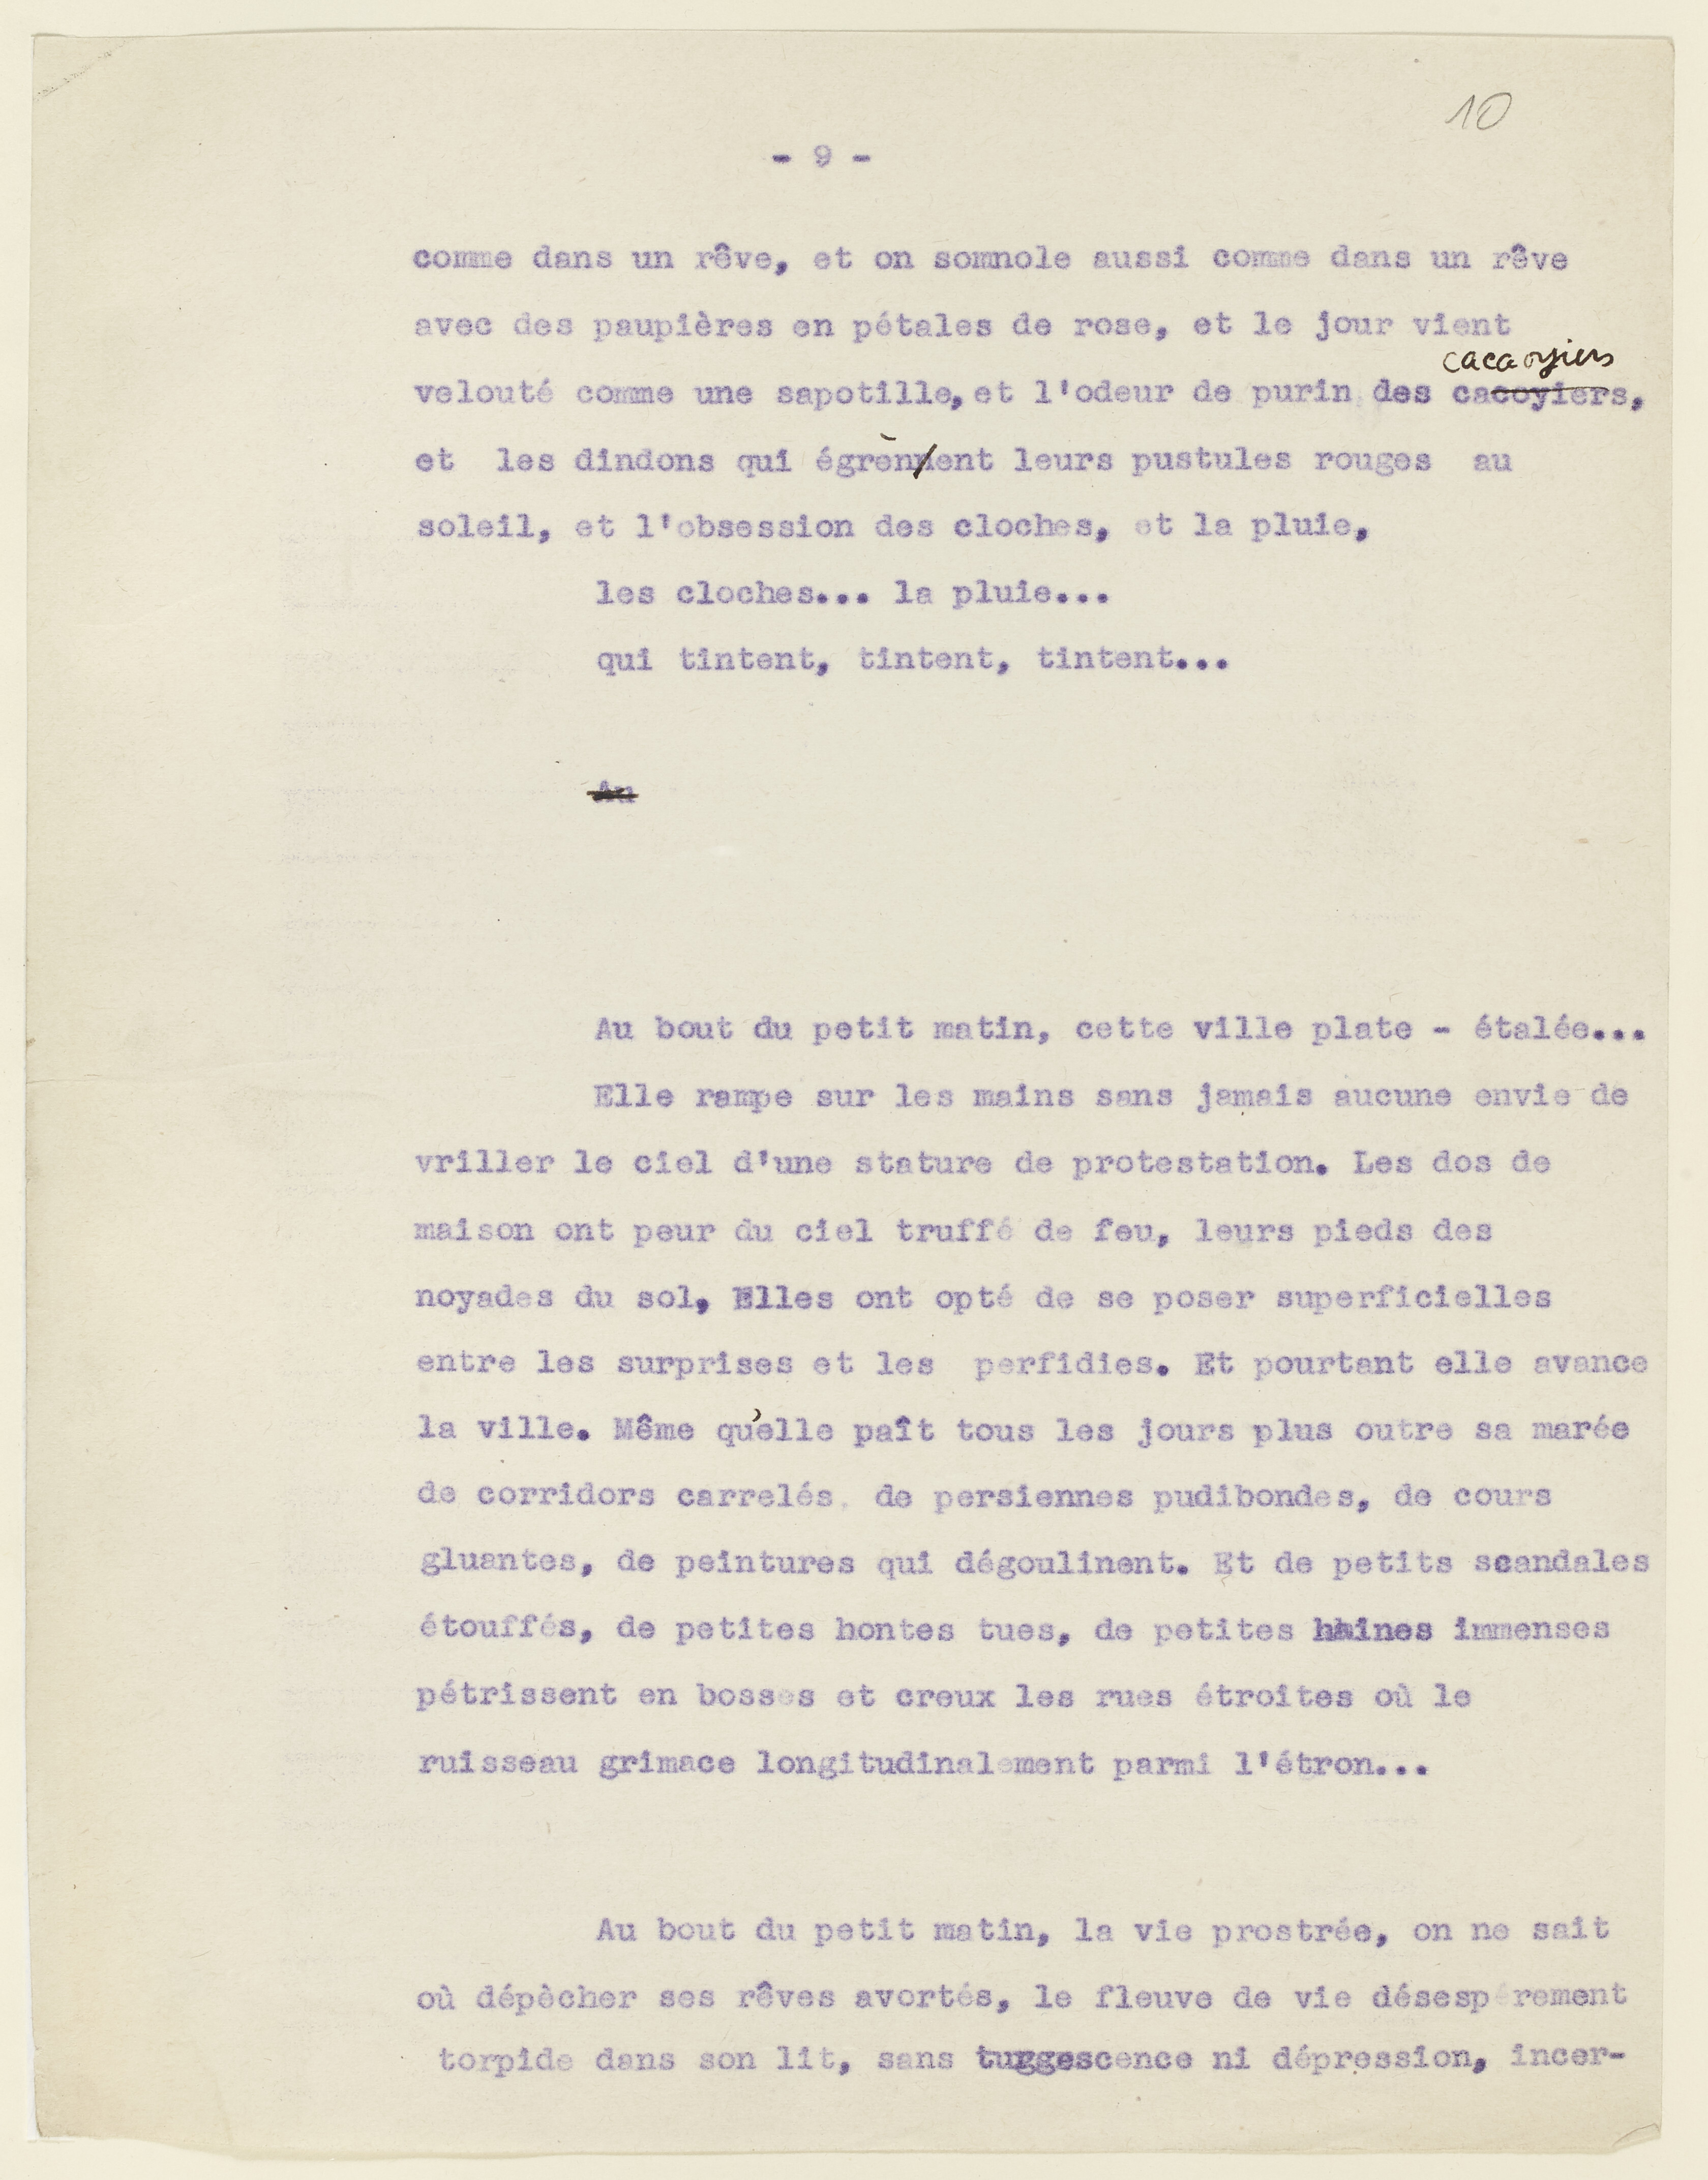 10
- 9 -
comme dans un rêve, et on somnole aussi comme dans un rêve
avec des paupières en pétales de rose, et le jour vient
cacaoyiers
velouté comme une sapotille, et l'odeur de purin des cacoyiers,
et les dindons qui égrènnent leurs pustules rouges au
soleil, et l'obsession des cloches, et la pluie,
les cloches... la pluie...
qui tintent, tintent, tintent...
Au
Au bout du petit matin, cette ville plate - étalée...
Elle rampe sur les mains sans jamais aucune envie de
vriller le ciel d'une stature de protestation. Les dos de
maison ont peur du ciel truffé de feu, leurs pieds des
noyades du sol, Elles ont opté de se poser superficielles
entre les surprises et les perfidies. Et pourtant elle avance
la ville. Même qu'elle paît tous les jours plus outre sa marée
de corridors carrelés, de persiennes pudibondes, de cours
gluantes, de peintures qui dégoulinent. Et de petits scandales
étouffés, de petites hontes tues, de petites haines immenses
pétrissent en bosses et creux les rues étroites où le
ruisseau grimace longitudinalement parmi l'étron...
Au bout du petit matin, la vie prostrée, on ne sait
où dépècher ses rêves avortés, le fleuve de vie désespérement
torpide dans son lit, sans turgescence ni dépression, incer-